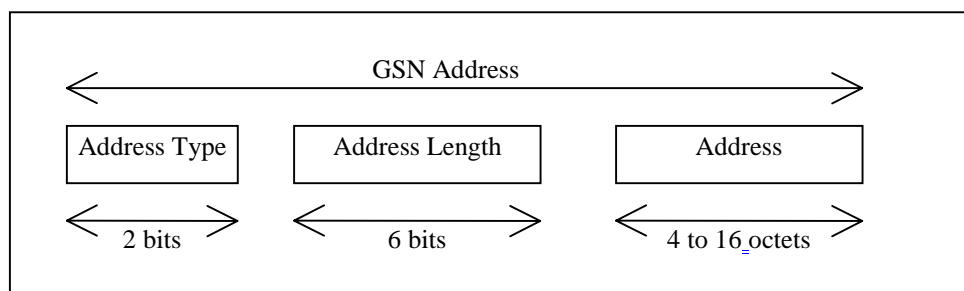 GSN Address
Address Type Address Length Address
2 bits 6 bits 4 to 16 octets